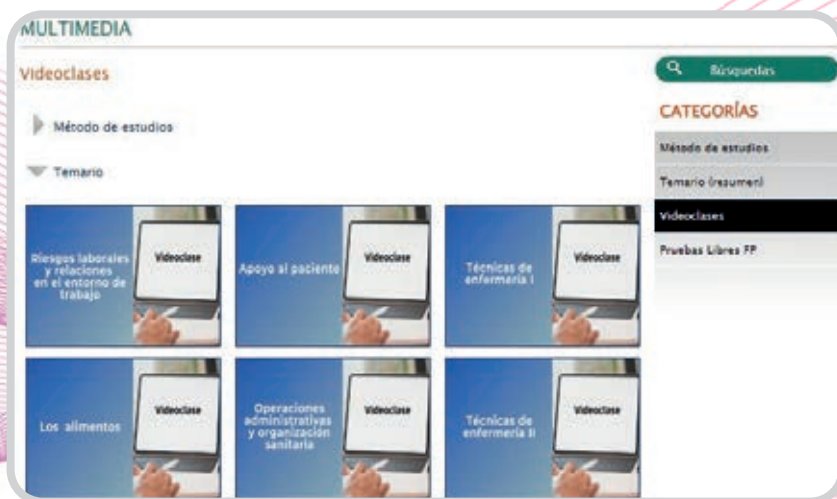 MULTIMEDIA
Videoclases
Método de estudios
Temario
Riesgos laborales
y relaciones
en el entorno de
trabajo
Videoclase
Apoyo al paciente
Videoclase
Técnicas de
enfermería I
Videoclase
Los alimentos
Videoclase
Operaciones
administrativas
y organización
sanitaria
Videoclase
Técnicas de
enfermería II
Videoclase
Búsquedas
CATEGORÍAS
Método de estudios
Temario (resumen)
Videoclases
Pruebas Libres FP